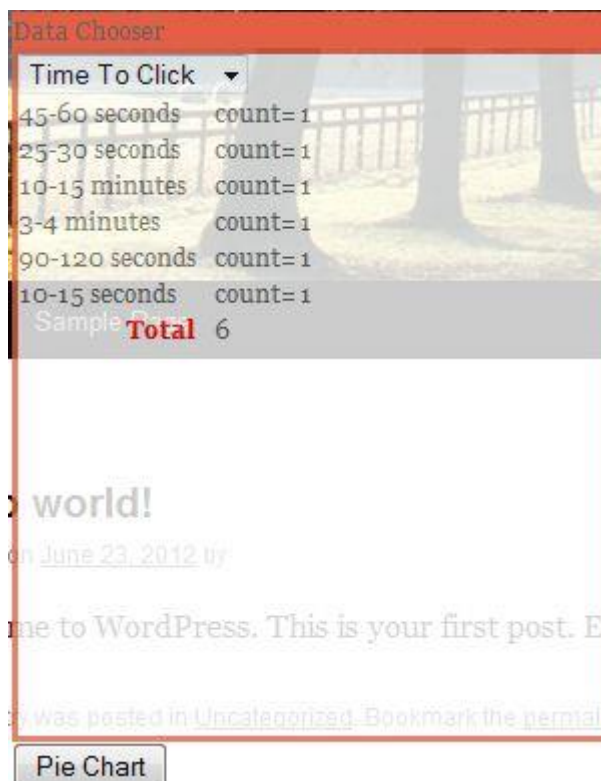 Data Chooser
Time To Click
45-60 seconds count=1
25-30 seconds count=1
10-15 minutes count=1
3-4 minutes count=1
90-120 seconds count=1
10-15 seconds count=1
Sample
Total 6
world!
on June 23, 2012 by
me to WordPress. This is your first post. E
was posted in Uncategorized. Bookmark the permal
Pie Chart